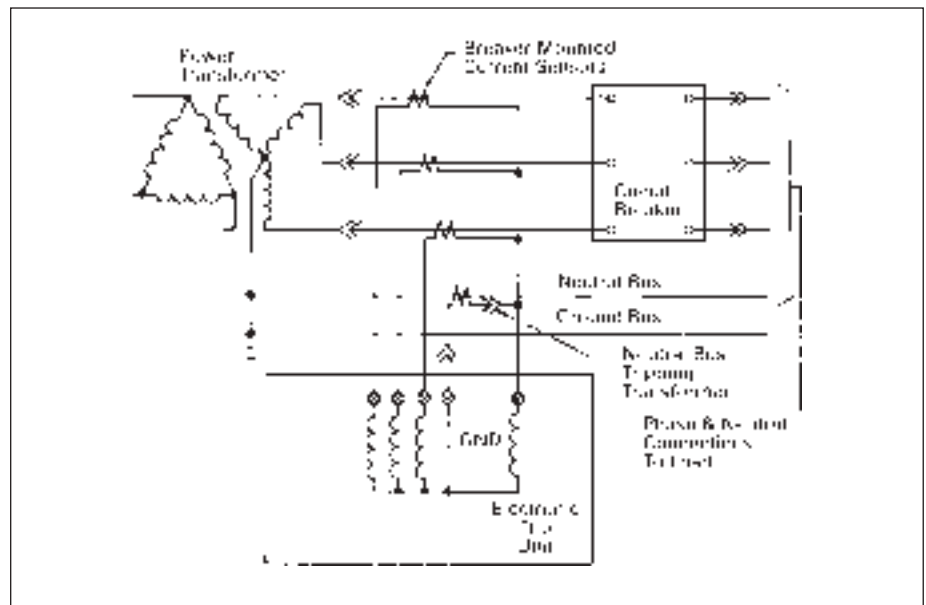 Power
Transformer
Breaker Mounted
Current Sensors
Circuit
Breaker
Neutral Bus
Ground Bus
Neutral Bus
Tripping
Transformer
GND
Phase & Neutral
Connections
To Load
Electronic
Trip
Unit